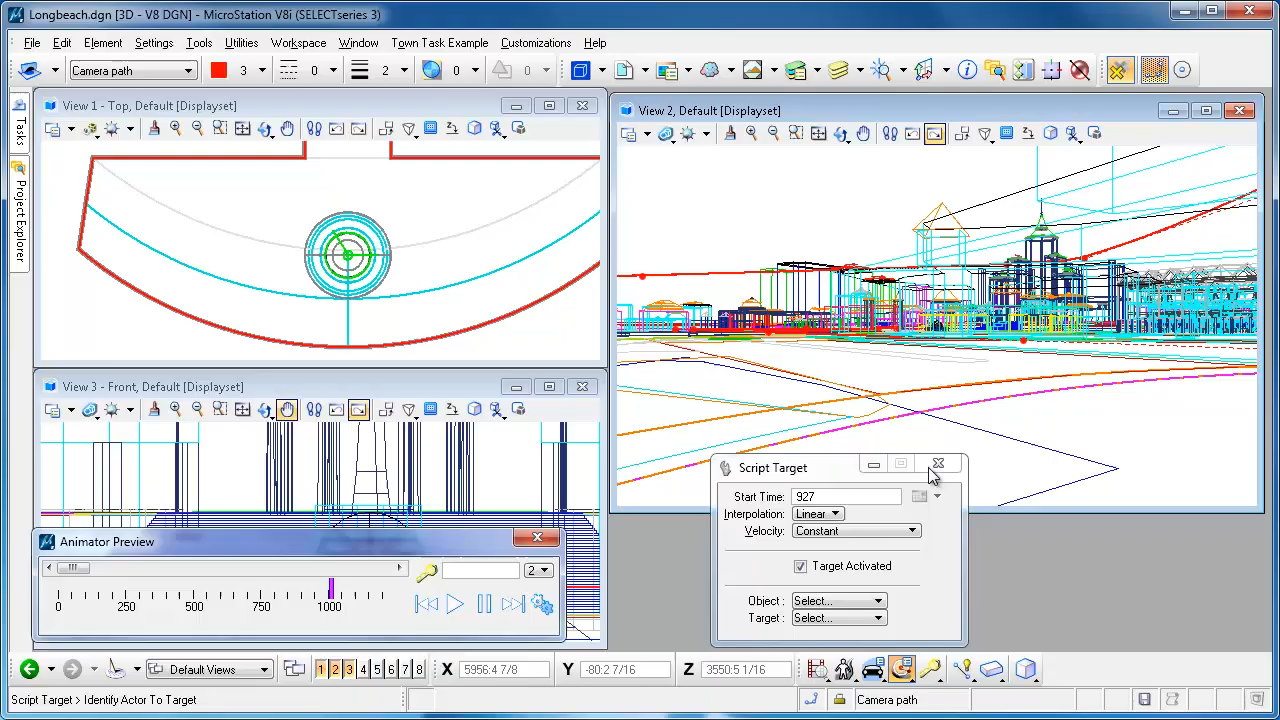 Longbeach.dgn [3D - V8 DGN] - MicroStation V8i (SELECTseries 3)
File Edit Element Settings Tools Utilities Workspace Window Town Task Example Customizations Help
Camera path 3 0 2 0 0
Tasks
Project Explorer
View 1 - Top, Default [Displayset]
View 2, Default [Displayset]
View 3 - Front, Default [Displayset]
Script Target
Start Time: 927
Interpolation: Linear
Velocity: Constant
Target Activated
Object : Select...
Target : Select...
Animator Preview
2
0 250 500 750 1000
Default Views 1 2 3 4 5 6 7 8 X 5956:4 7/8 Y -80:2 7/16 Z 3550:5 1/16
Script Target > Identify Actor To Target Camera path